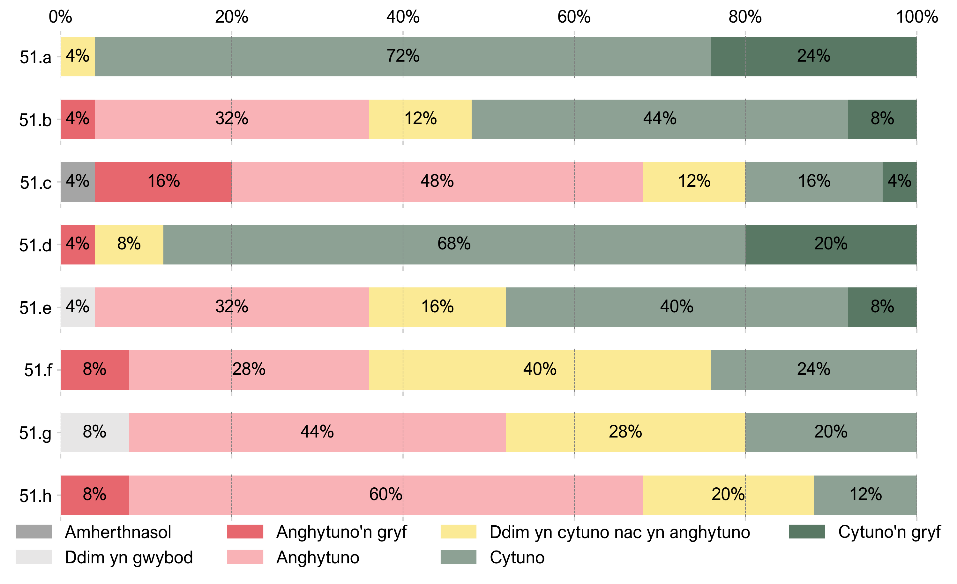 0% 20% 40% 60% 80% 100%
51.a 4% 72% 24%
51.b 4% 32% 12% 44% 8%
51.c 4% 16% 48% 12% 16% 4%
51.d 4% 8% 68% 20%
51.e 4% 32% 16% 40% 8%
51.f 8% 28% 40% 24%
51.g 8% 44% 28% 20%
51.h 8% 60% 20% 12%
Amherthnasol Anghytuno'n gryf Ddim yn cytuno nac yn anghytuno Cytuno'n gryf
Ddim yn gwybod Anghytuno Cytuno